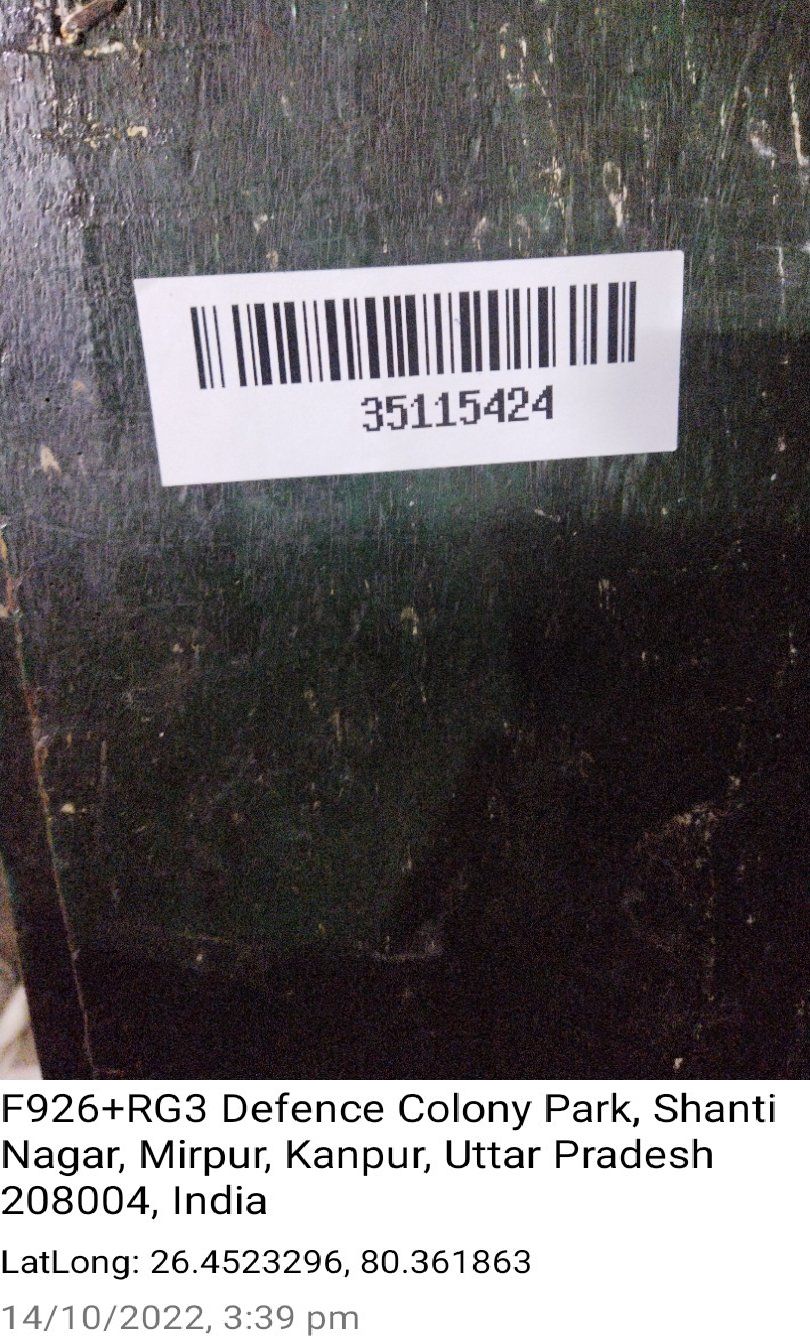 35115424
F926+RG3 Defence Colony Park, Shanti
Nagar, Mirpur, Kanpur, Uttar Pradesh
208004, India
LatLong: 26.4523296, 80.361863
14/10/2022, 3:39 pm